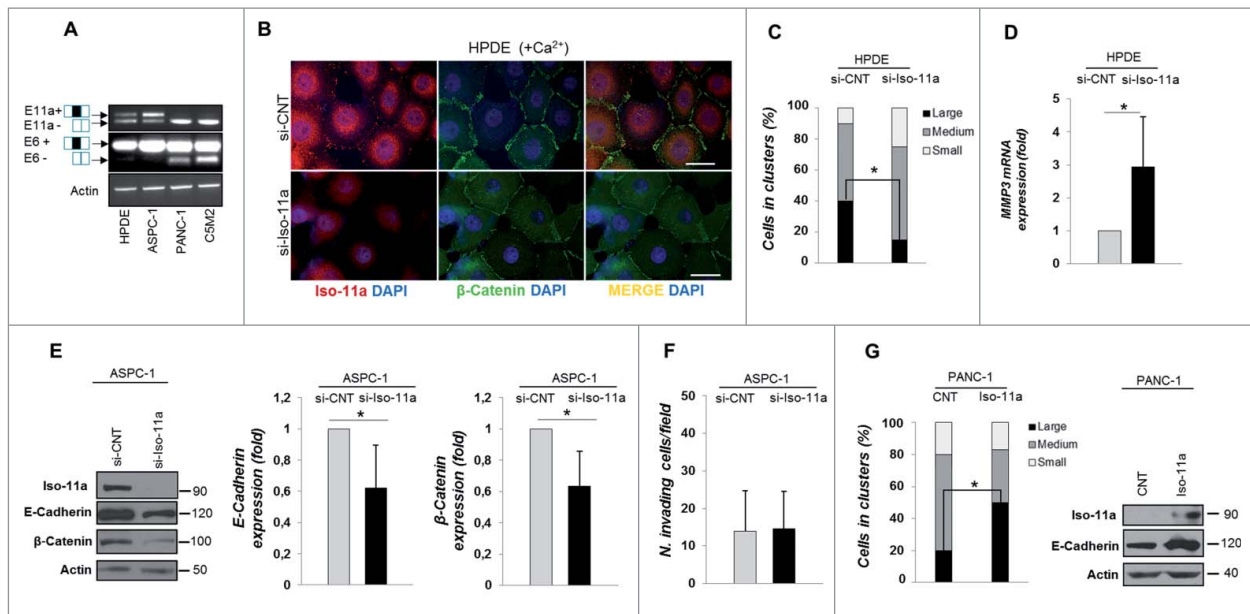 A
E11a+
E11a -
E6 +
E6 -
Actin
HPDE
ASPC-1
PANC-1
C5M2
B
HPDE (+Ca²⁺)
si-CNT
si-Iso-11a
Iso-11a DAPI
β-Catenin DAPI
MERGE DAPI
C
HPDE
si-CNT si-Iso-11a
Cells in clusters (%)
100
80
60
40
20
0
*
Large
Medium
Small
D
HPDE
si-CNT si-Iso-11a
MMP3 mRNA
expression (fold)
5
4
3
2
1
0
*
E
ASPC-1
si-CNT
si-Iso-11a
Iso-11a
90
E-Cadherin
120
β-Catenin
100
Actin
50
ASPC-1
si-CNT si-Iso-11a
E-Cadherin
expression (fold)
1,2
1
0,8
0,6
0,4
0,2
0
*
ASPC-1
si-CNT si-Iso-11a
β-Catenin
expression (fold)
1,2
1
0,8
0,6
0,4
0,2
0
*
F
ASPC-1
si-CNT si-Iso-11a
N. invading cells/field
50
40
30
20
10
0
G
PANC-1
CNT Iso-11a
Cells in clusters (%)
100
80
60
40
20
0
*
Large
Medium
Small
PANC-1
CNT
Iso-11a
Iso-11a
90
E-Cadherin
120
Actin
40